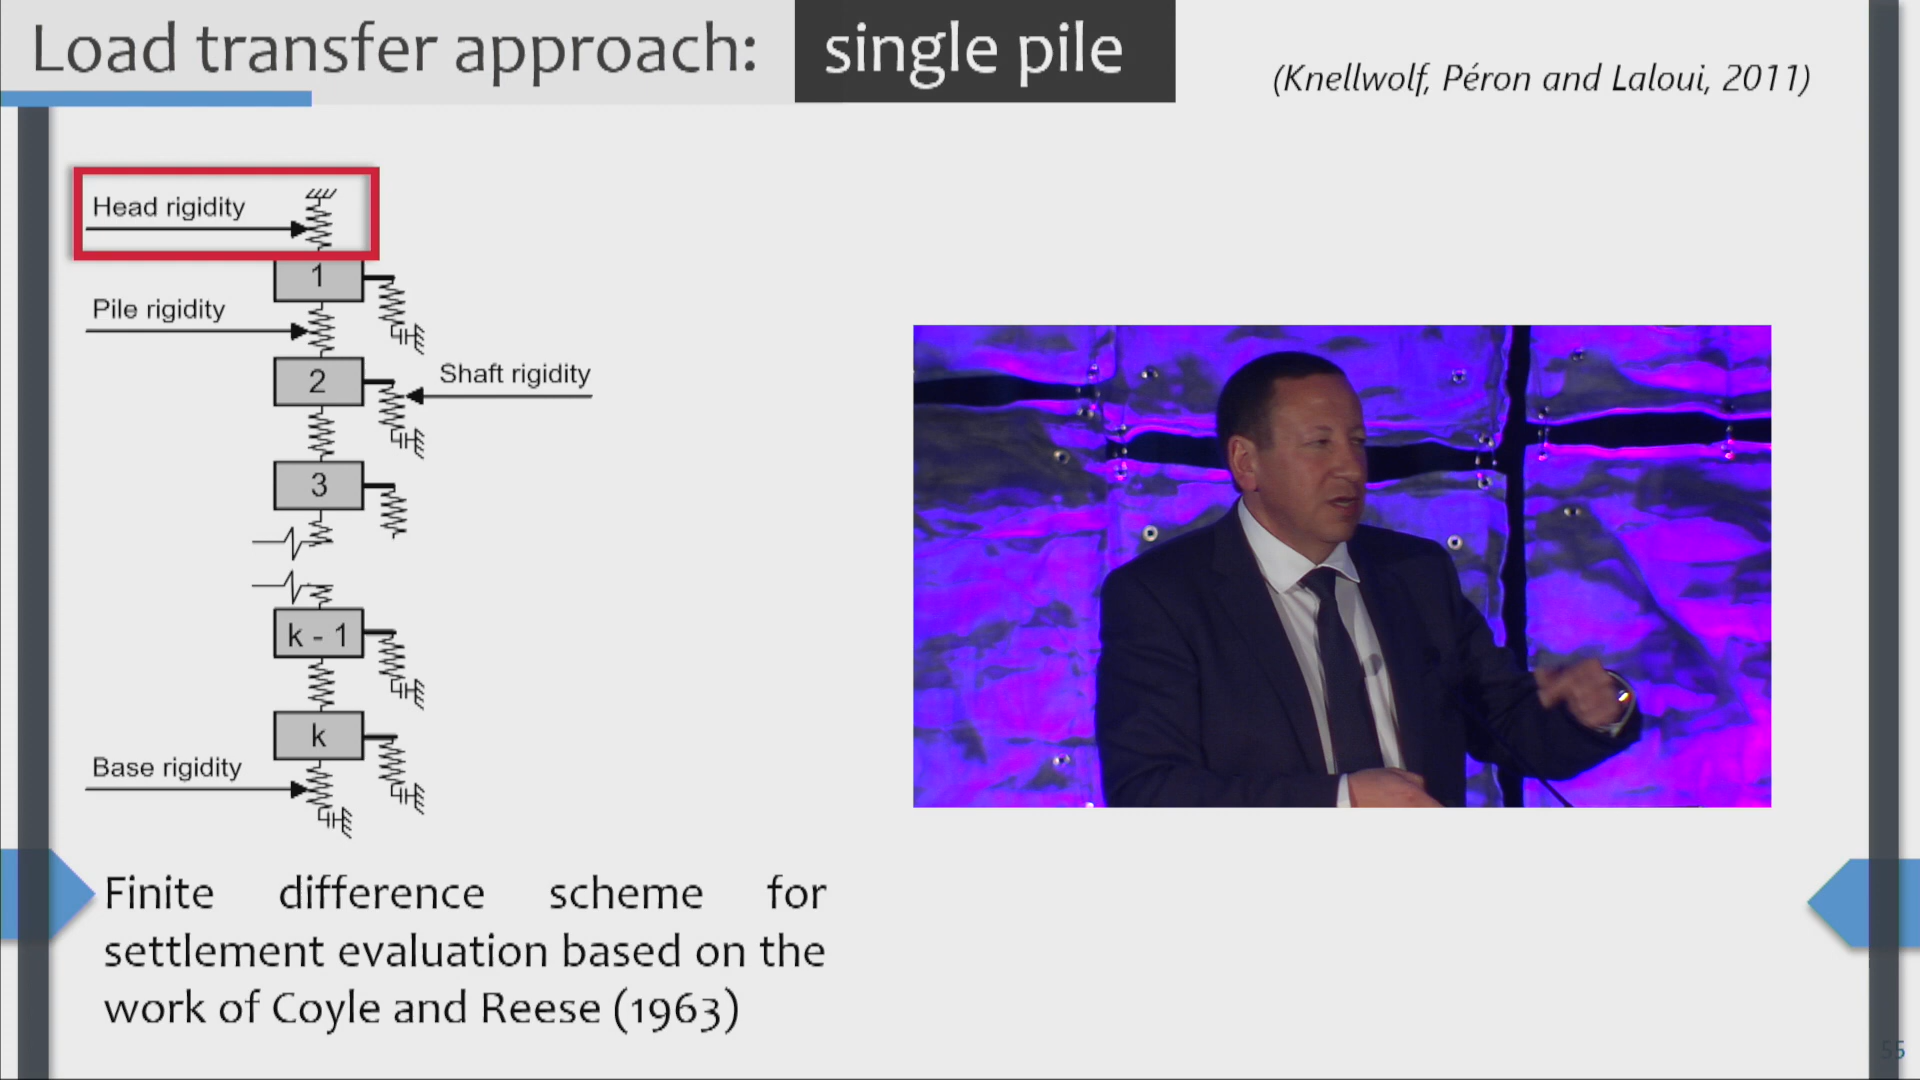 Load transfer approach: single pile
(Knellwolf, Péron and Laloui, 2011)
Head rigidity
1
Pile rigidity
2
Shaft rigidity
3
k - 1
k
Base rigidity
Finite difference scheme for
settlement evaluation based on the
work of Coyle and Reese (1963)
55